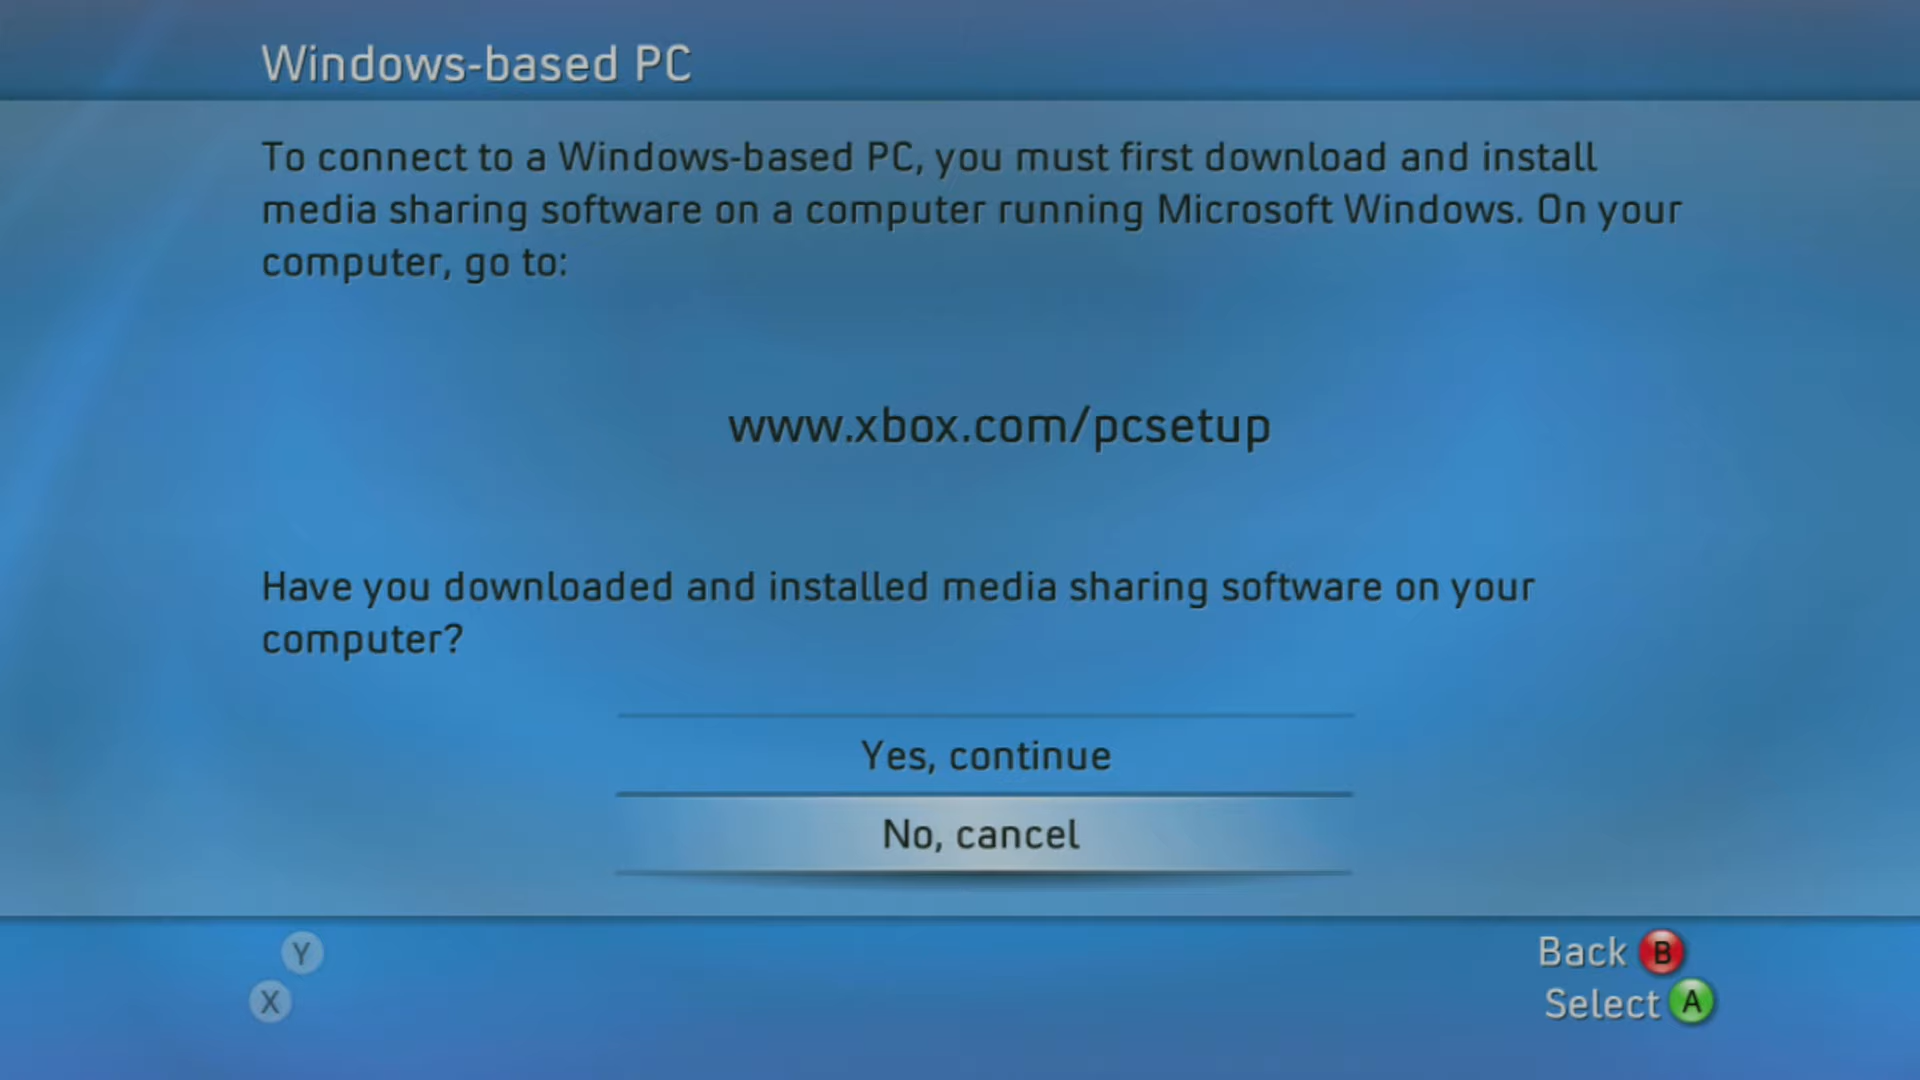 Windows-based PC
To connect to a Windows-based PC, you must first download and install
media sharing software on a computer running Microsoft Windows. On your
computer, go to:
www.xbox.com/pcsetup
Have you downloaded and installed media sharing software on your
computer?
Yes, continue
No, cancel
Y
X
Back B
Select A